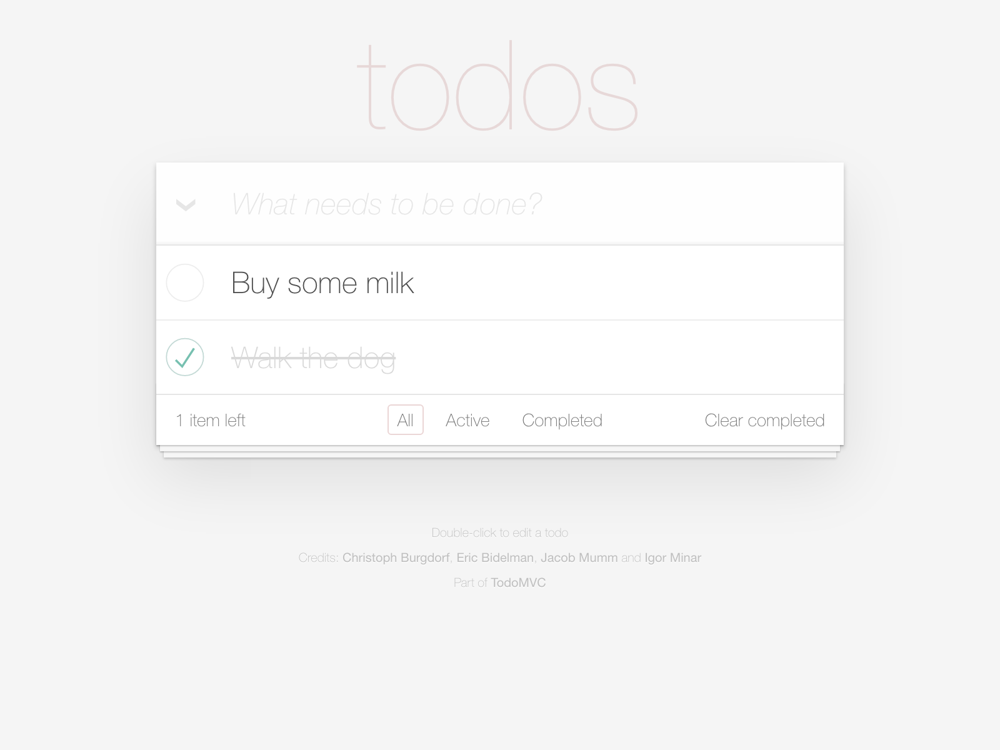 todos
What needs to be done?
Buy some milk
Walk the dog
1 item left All Active Completed Clear completed
Double-click to edit a todo
Credits: Christoph Burgdorf, Eric Bidelman, Jacob Mumm and Igor Minar
Part of TodoMVC